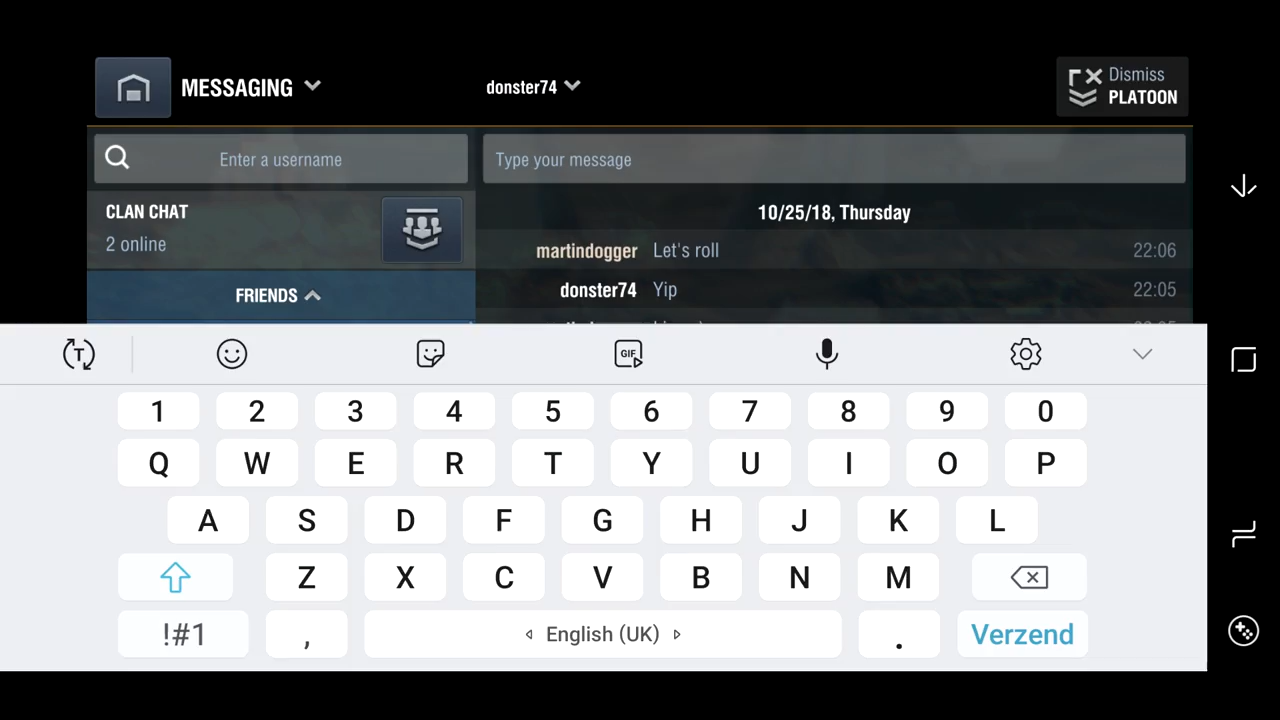 MESSAGING
donster74
Dismiss
PLATOON
Enter a username
Type your message
CLAN CHAT
2 online
10/25/18, Thursday
martindogger Let's roll 22:06
donster74 Yip 22:05
FRIENDS
T
GIF
1 2 3 4 5 6 7 8 9 0
Q W E R T Y U I O P
A S D F G H J K L
Z X C V B N M
!#1 , English (UK) . Verzend